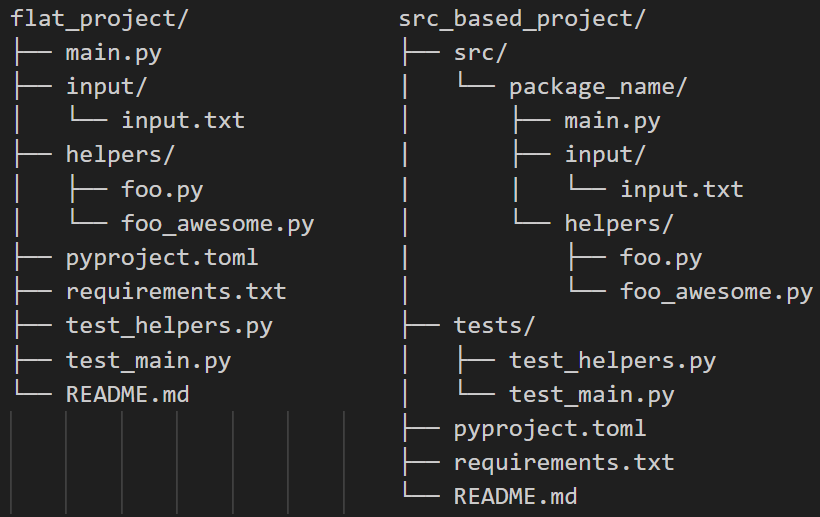 flat_project/
├── main.py
├── input/
│   └── input.txt
├── helpers/
│   ├── foo.py
│   └── foo_awesome.py
├── pyproject.toml
├── requirements.txt
├── test_helpers.py
├── test_main.py
└── README.md
src_based_project/
├── src/
│   └── package_name/
│       ├── main.py
│       ├── input/
│       │   └── input.txt
│       └── helpers/
│           ├── foo.py
│           └── foo_awesome.py
├── tests/
│   ├── test_helpers.py
│   └── test_main.py
├── pyproject.toml
├── requirements.txt
└── README.md